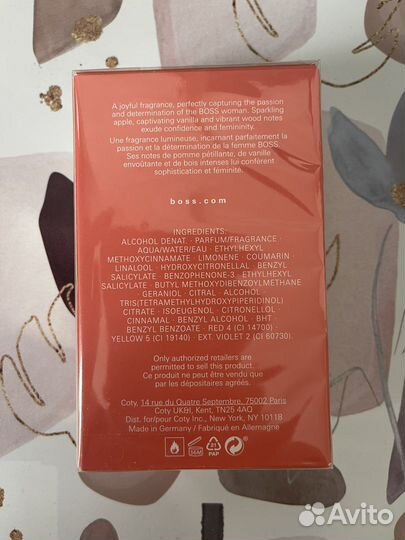 A joyful fragrance, perfectly capturing the passion
and determination of the BOSS woman. Sparkling
apple, captivating vanilla and vibrant wood notes
exude confidence and femininity.
Une fragrance lumineuse, incarnant parfaitement la
passion et la détermination de la femme BOSS.
Ses notes de pomme pétillante, de vanille
envoûtante et de bois intenses lui confèrent
sophistication et féminité.
boss.com
INGREDIENTS:
ALCOHOL DENAT. · PARFUM/FRAGRANCE ·
AQUA/WATER/EAU · ETHYLHEXYL
METHOXYCINNAMATE · LIMONENE · COUMARIN ·
LINALOOL · HYDROXYCITRONELLAL · BENZYL
SALICYLATE · BENZOPHENONE-3 · ETHYLHEXYL
SALICYLATE · BUTYL METHOXYDIBENZOYLMETHANE
· GERANIOL · CITRAL · ALCOHOL ·
TRIS(TETRAMETHYLHYDROXYPIPERIDINOL)
CITRATE · ISOEUGENOL · CITRONELLOL ·
CINNAMAL · BENZYL ALCOHOL · BHT ·
BENZYL BENZOATE · RED 4 (CI 14700) ·
YELLOW 5 (CI 19140) · EXT. VIOLET 2 (CI 60730).
Only authorized retailers are
permitted to sell this product.
Ce produit ne peut être vendu que
par les dépositaires agréés.
Coty, 14 rue du Quatre Septembre, 75002 Paris
Coty UK&I, Kent, TN25 4AQ
Dist. for/pour Coty Inc., New York, NY 10118
Made in Germany / Fabriqué en Allemagne
14M
21
PAP
Avito